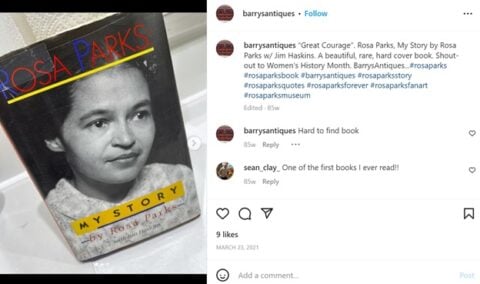 ROSA PARKS
MY STORY
by Rosa Parks
barrysantiques • Follow
barrysantiques "Great Courage". Rosa Parks, My Story by Rosa
Parks w/ Jim Haskins. A beautiful, rare, hard cover book. Shout-
out to Women's History Month. BarrysAntiques...#rosaparks
#rosaparksbook #barrysantiques #rosaparksstory
#rosaparksquotes #rosaparksforever #rosaparksfanart
#rosaparksmuseum
Edited · 85w
barrysantiques Hard to find book
85w Reply
sean_clay_ One of the first books I ever read!!
85w Reply
9 likes
MARCH 23, 2021
Add a comment...
Post